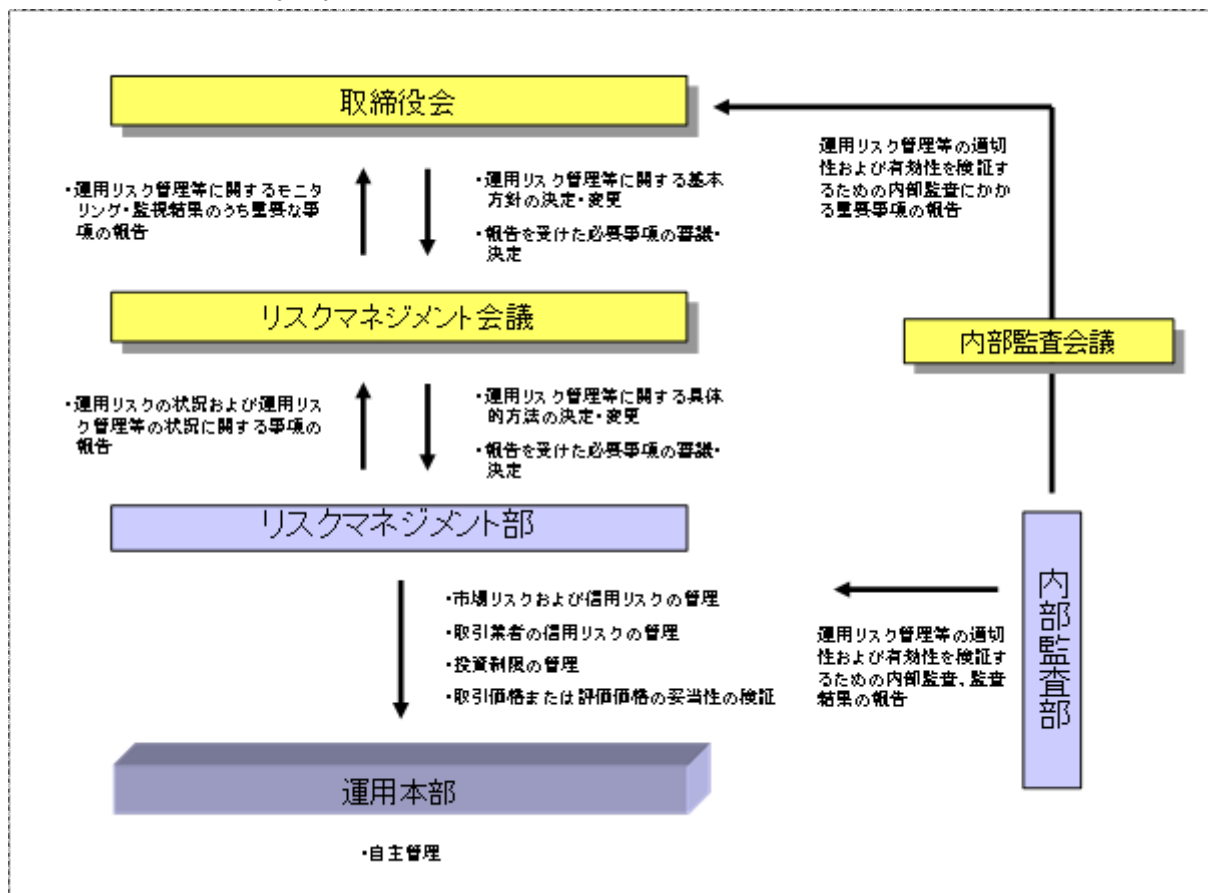 取締役会
・運用リスク管理等に関するモニ
タリング・監視結果のうち重要な事
項の報告
・運用リスク管理等に関する基本
方針の決定・変更
・報告を受けた必要事項の審議・
決定
運用リスク管理等の適切
性および有効性を検証す
るための内部監査にかか
る重要事項の報告
リスクマネジメント会議
内部監査会議
・運用リスクの状況および運用リス
ク管理等の状況に関する事項の
報告
・運用リスク管理等に関する具体
的方法の決定・変更
・報告を受けた必要事項の審議・
決定
リスクマネジメント部
内部監査部
・市場リスクおよび信用リスクの管理
・取引業者の信用リスクの管理
・投資制限の管理
・取引価格または評価価格の妥当性の検証
運用リスク管理等の適切
性および有効性を検証す
るための内部監査、監査
結果の報告
運用本部
・自主管理